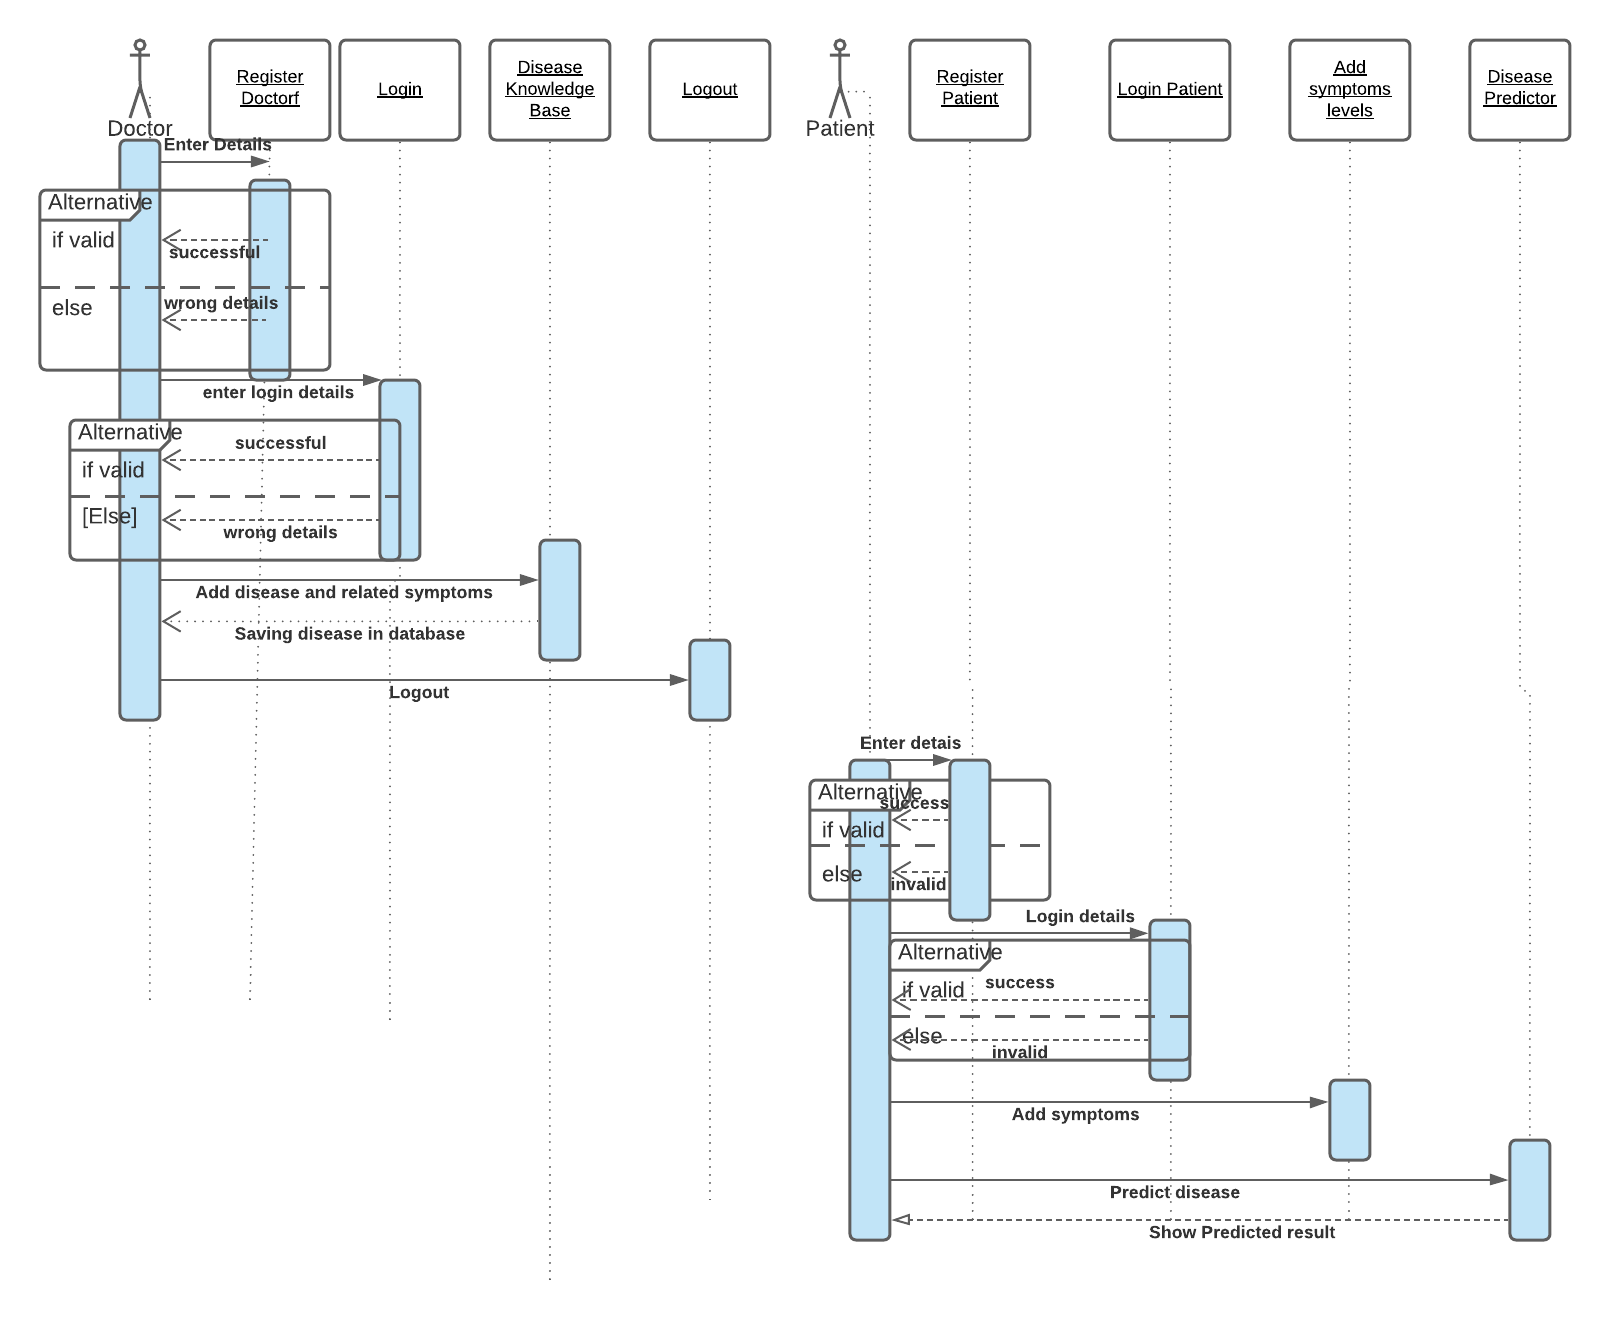 Doctor
Register
Doctorf
Login
Disease
Knowledge
Base
Logout
Patient
Register
Patient
Login Patient
Add
symptoms
levels
Disease
Predictor
Enter Details
Alternative
if valid
successful
else
wrong details
enter login details
Alternative
successful
if valid
[Else]
wrong details
Add disease and related symptoms
Saving disease in database
Logout
Enter detais
Alternative
success
if valid
else
invalid
Login details
Alternative
if valid
success
else
invalid
Add symptoms
Predict disease
Show Predicted result